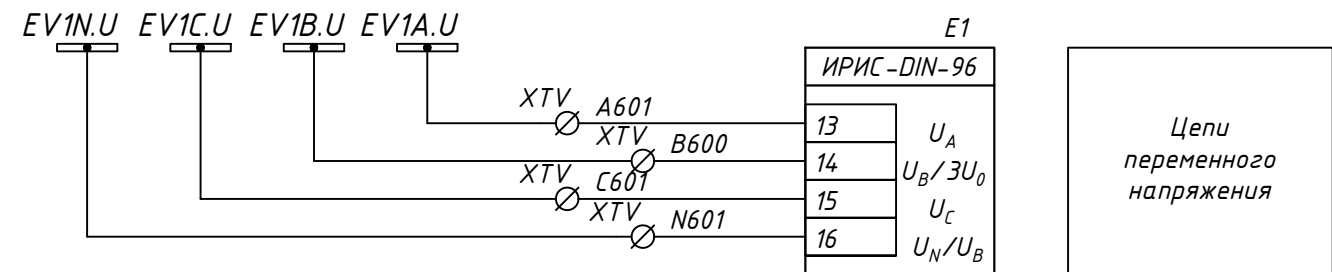 EV1N.U EV1C.U EV1B.U EV1A.U
E1
ИРИС-DIN-96
XTV A601
13 U_A
XTV B600
14 U_B/3U_0
XTV C601
15 U_C
XTV N601
16 U_N/U_B
Цепи
переменного
напряжения